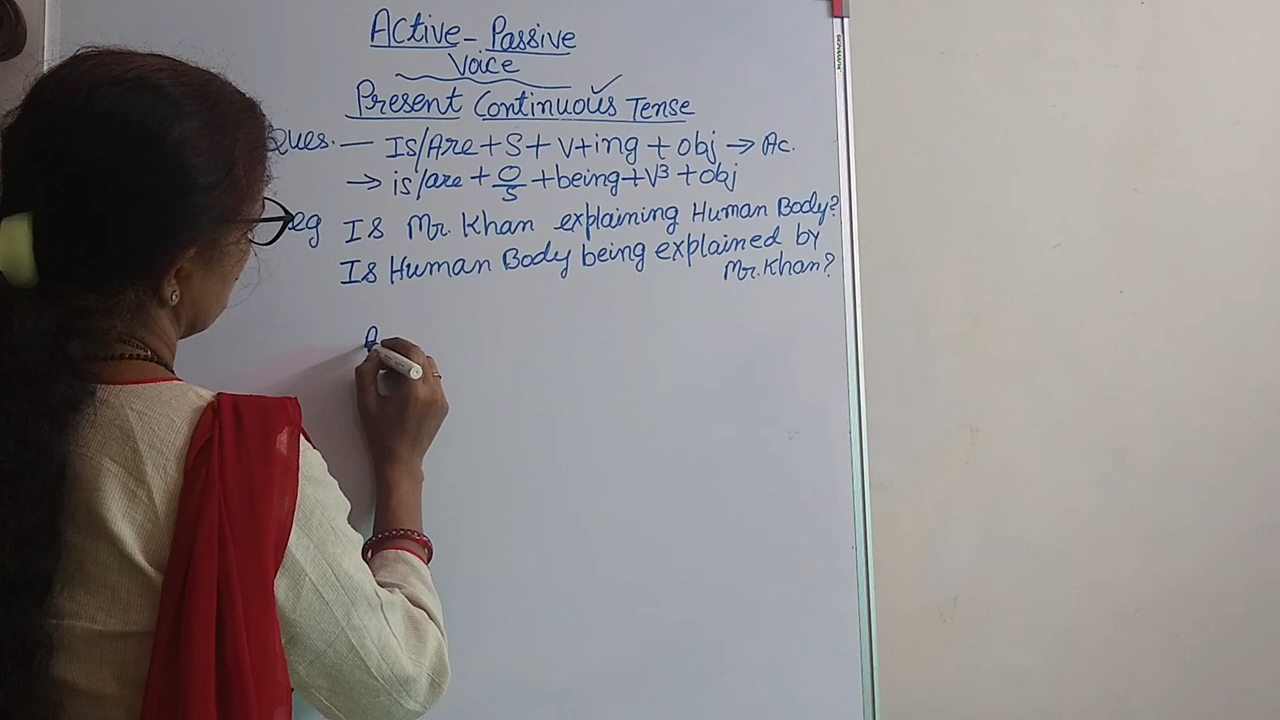 Active - Passive
Voice
Present Continuous Tense
Ques. — Is/Are + S + V+ing + obj → Ac.
→ is/are + O/S + being + V³ + obj
eg Is Mr. Khan explaining Human Body?
Is Human Body being explained by
Mr. Khan?
A